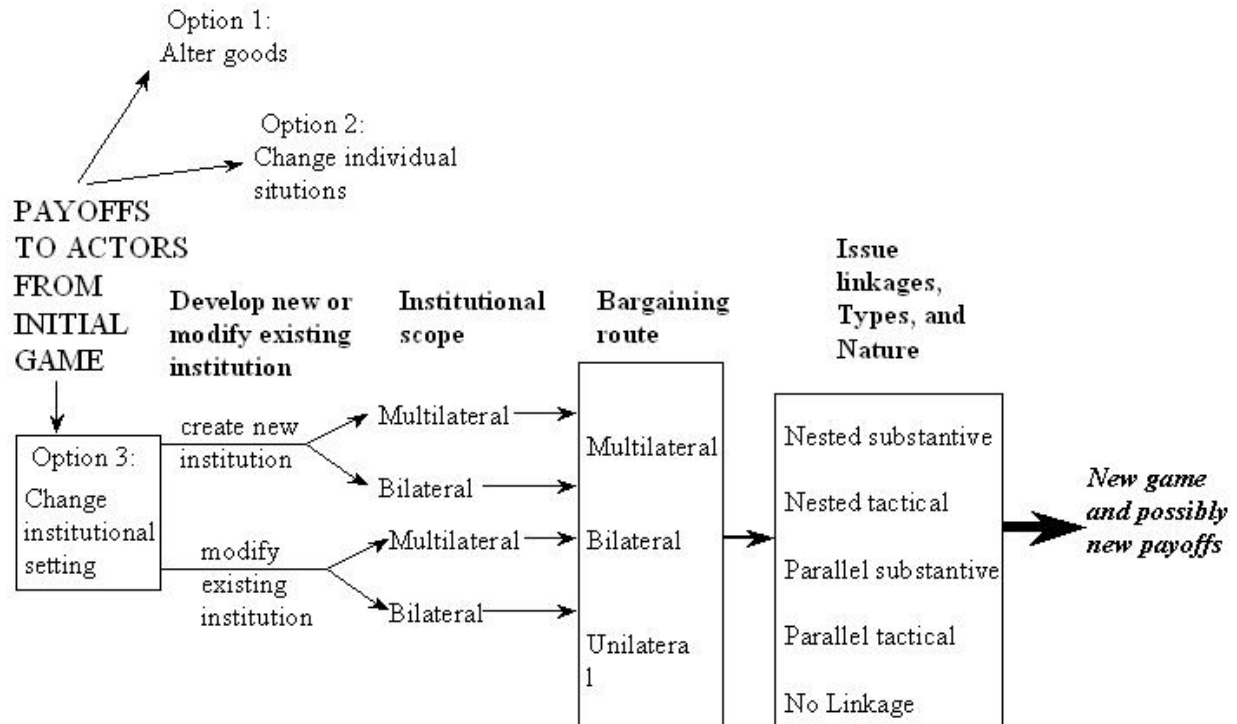 Option 1:
Alter goods
Option 2:
Change individual
situtions
PAYOFFS
TO ACTORS
FROM
INITIAL
GAME
Develop new or
modify existing
institution
Institutional
scope
Bargaining
route
Issue
linkages,
Types, and
Nature
Option 3:
Change
institutional
setting
create new
institution
modify
existing
institution
Multilateral
Bilateral
Multilateral
Bilateral
Multilateral
Bilateral
Unilatera
l
Nested substantive
Nested tactical
Parallel substantive
Parallel tactical
No Linkage
New game
and possibly
new payoffs